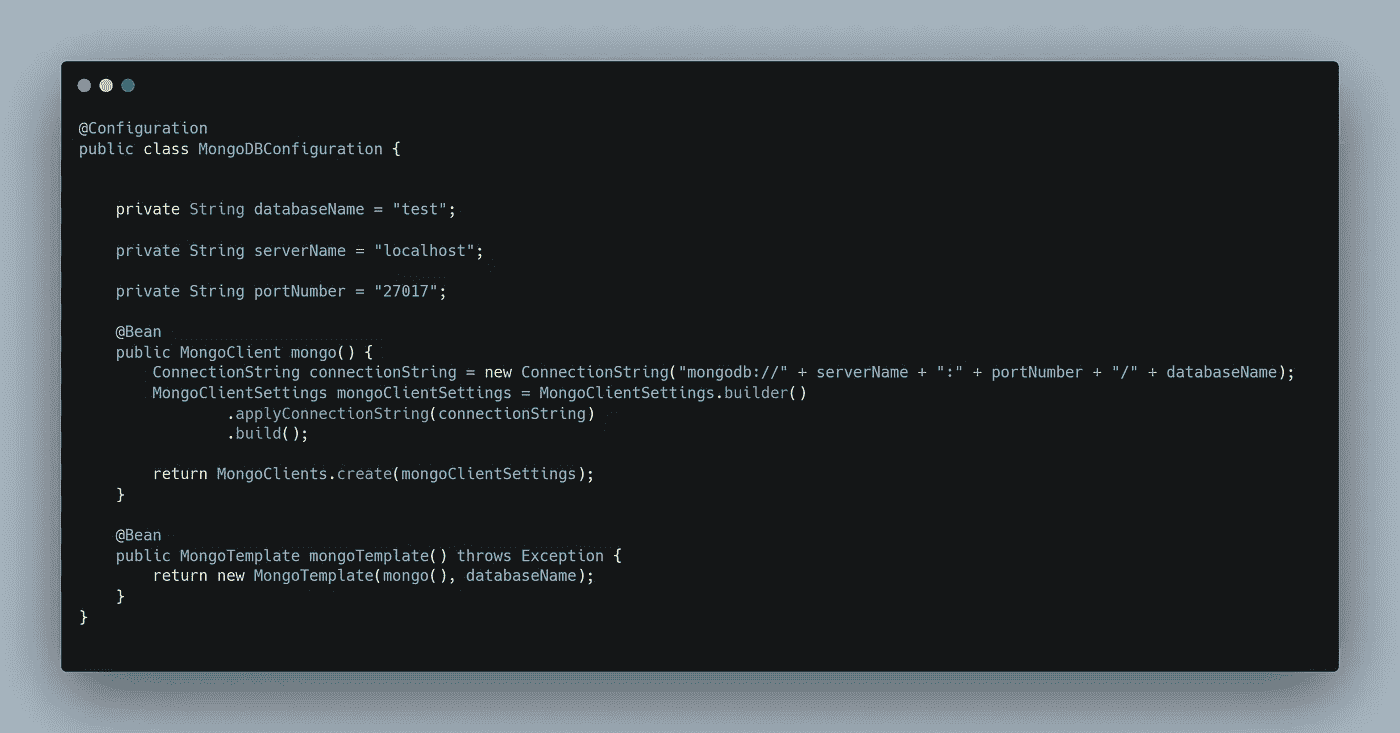 @Configuration
public class MongoDBConfiguration {
    private String databaseName = "test";
    private String serverName = "localhost";
    private String portNumber = "27017";
    @Bean
    public MongoClient mongo() {
        ConnectionString connectionString = new ConnectionString("mongodb://" + serverName + ":" + portNumber + "/" + databaseName);
        MongoClientSettings mongoClientSettings = MongoClientSettings.builder()
                .applyConnectionString(connectionString)
                .build();
        return MongoClients.create(mongoClientSettings);
    }
    @Bean
    public MongoTemplate mongoTemplate() throws Exception {
        return new MongoTemplate(mongo(), databaseName);
    }
}